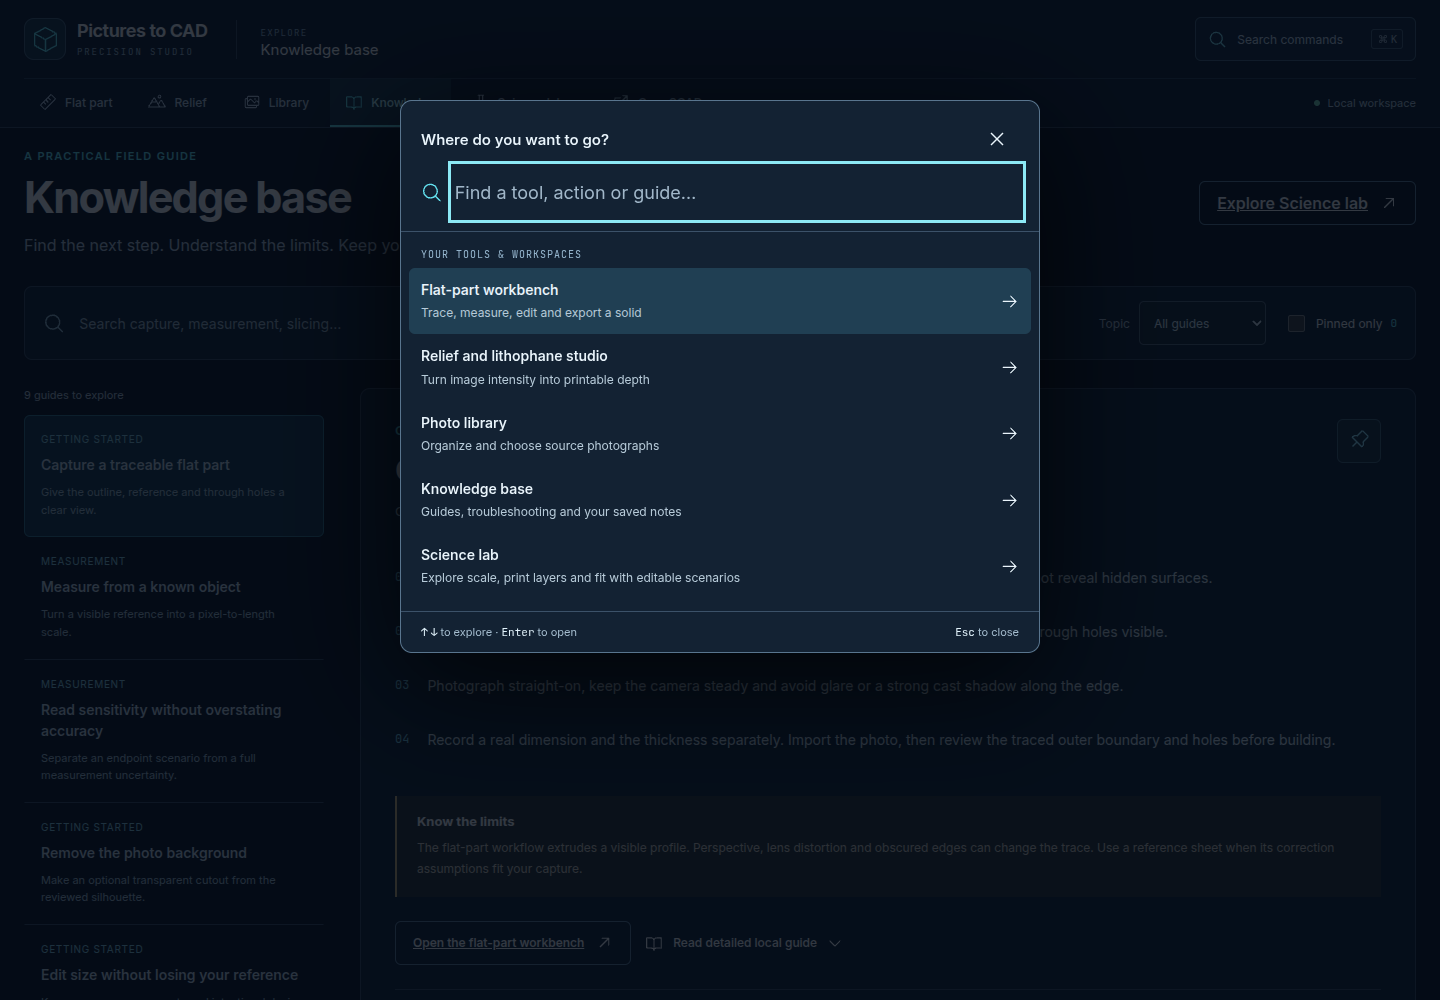 Pictures to CAD
PRECISION STUDIO
EXPLORE
Knowledge base
Search commands
⌘ K
Flat part
Relief
Library
Local workspace
A PRACTICAL FIELD GUIDE
Knowledge base
Find the next step. Understand the limits. Keep yo
Explore Science lab
Search capture, measurement, slicing...
Topic
All guides
Pinned only 0
Where do you want to go?
Find a tool, action or guide...
YOUR TOOLS & WORKSPACES
Flat-part workbench
Trace, measure, edit and export a solid
Relief and lithophane studio
Turn image intensity into printable depth
Photo library
Organize and choose source photographs
Knowledge base
Guides, troubleshooting and your saved notes
Science lab
Explore scale, print layers and fit with editable scenarios
↑↓ to explore · Enter to open
Esc to close
9 guides to explore
GETTING STARTED
Capture a traceable flat part
Give the outline, reference and through holes a
clear view.
MEASUREMENT
Measure from a known object
Turn a visible reference into a pixel-to-length
scale.
MEASUREMENT
Read sensitivity without overstating
accuracy
Separate an endpoint scenario from a full
measurement uncertainty.
GETTING STARTED
Remove the photo background
Make an optional transparent cutout from the
reviewed silhouette.
GETTING STARTED
Edit size without losing your reference
ot reveal hidden surfaces.
rough holes visible.
03 Photograph straight-on, keep the camera steady and avoid glare or a strong cast shadow along the edge.
04 Record a real dimension and the thickness separately. Import the photo, then review the traced outer boundary and holes before building.
Know the limits
The flat-part workflow extrudes a visible profile. Perspective, lens distortion and obscured edges can change the trace. Use a reference sheet when its correction
assumptions fit your capture.
Open the flat-part workbench
Read detailed local guide